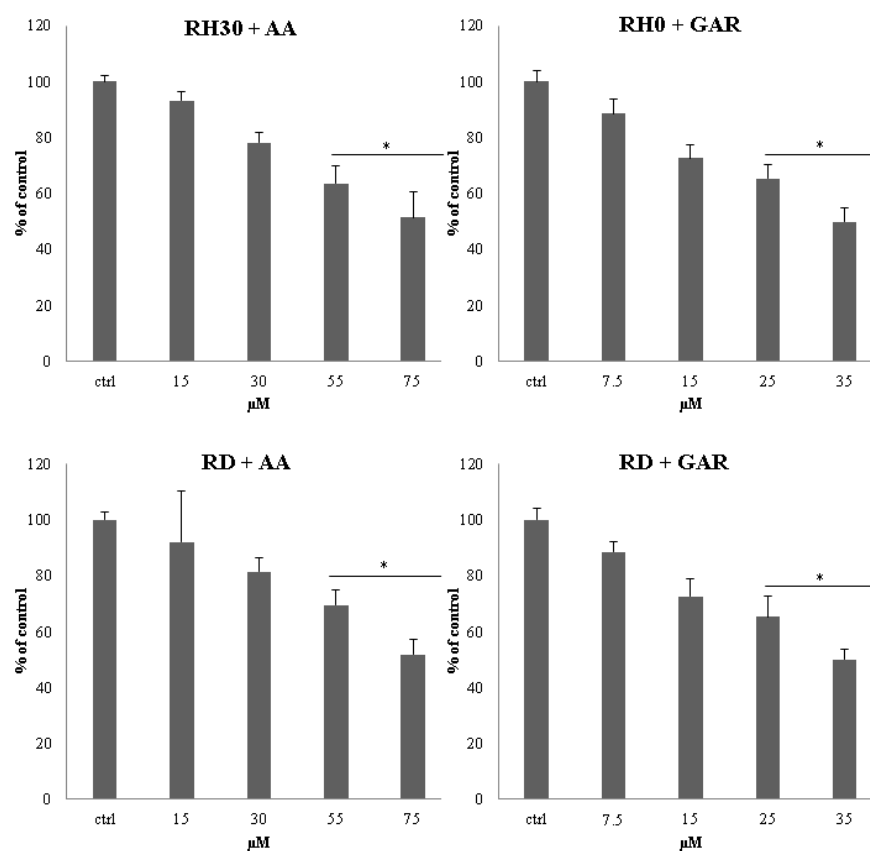 RH30 + AA
120
100
80
60
40
20
0
% of control
*
ctrl 15 30 55 75
µM
RH0 + GAR
120
100
80
60
40
20
0
% of control
*
ctrl 7.5 15 25 35
µM
RD + AA
120
100
80
60
40
20
0
% of control
*
ctrl 15 30 55 75
µM
RD + GAR
120
100
80
60
40
20
0
% of control
*
ctrl 7.5 15 25 35
µM